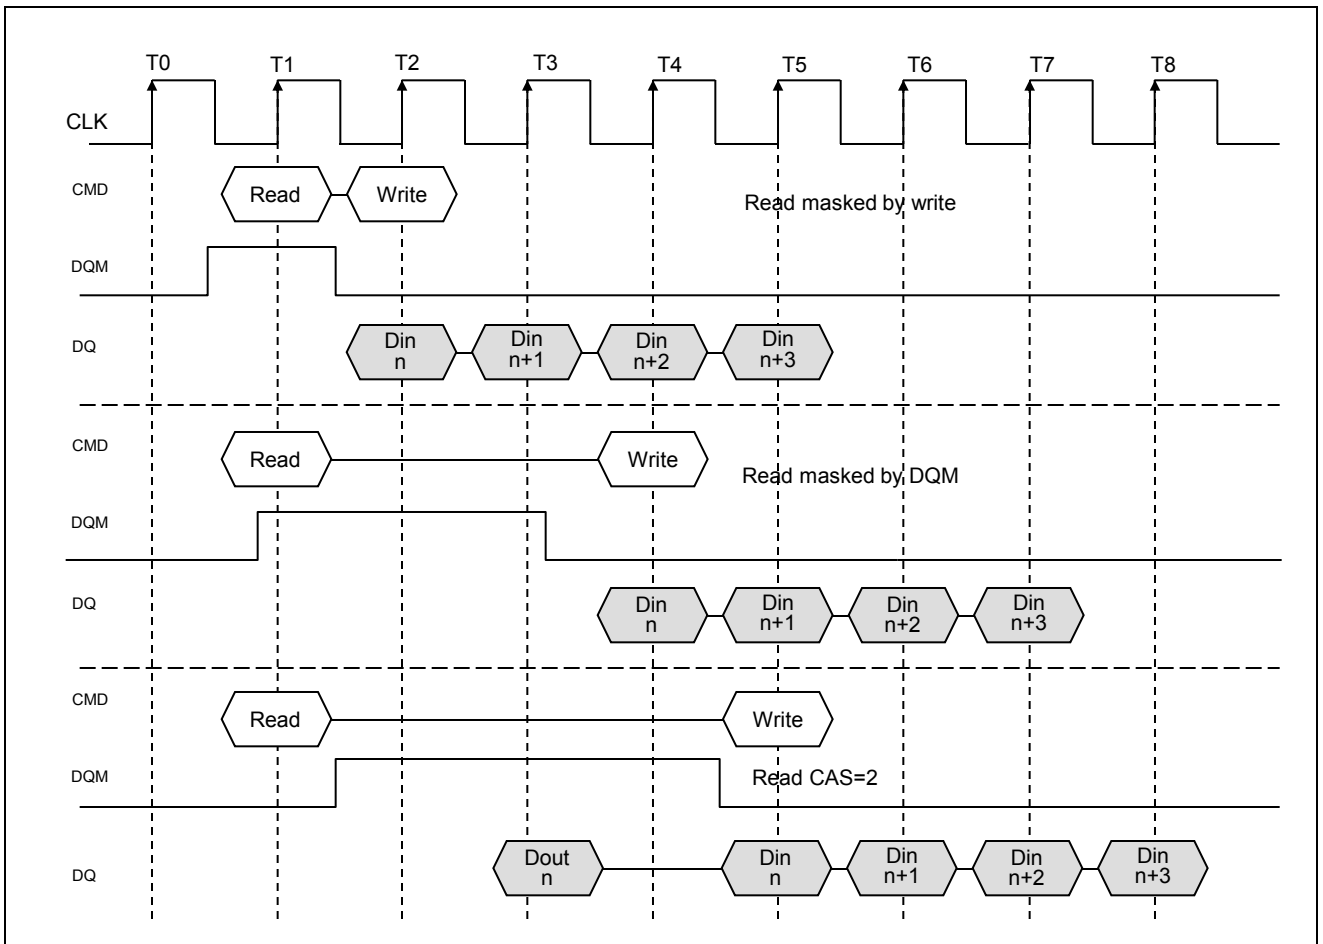 T0 T1 T2 T3 T4 T5 T6 T7 T8
CLK
CMD Read Write Read masked by write
DQM
DQ
Din n
Din n+1
Din n+2
Din n+3
CMD Read Write Read masked by DQM
DQM
DQ
Din n
Din n+1
Din n+2
Din n+3
CMD Read Write
DQM Read CAS=2
DQ
Dout n
Din n
Din n+1
Din n+2
Din n+3